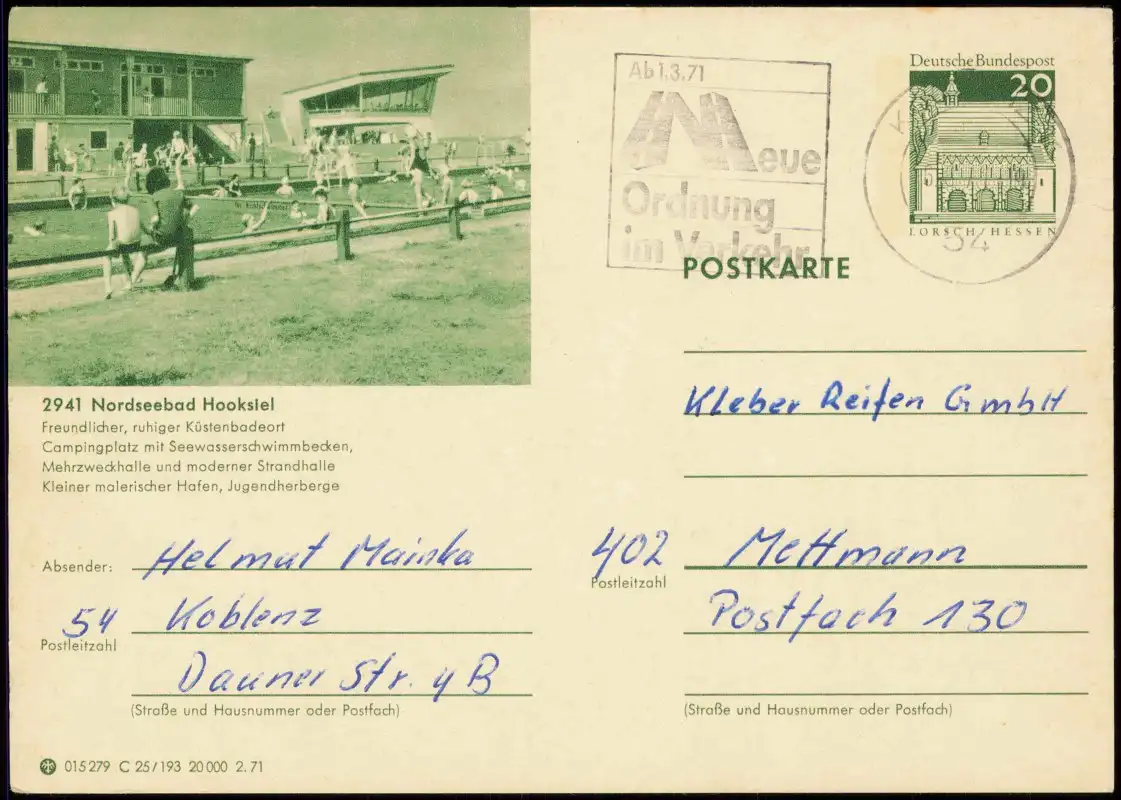 Ab 1.3.71
Neue
Ordnung
im Verkehr
Deutsche Bundespost
20
LORSCH/HESSEN
54
POSTKARTE
2941 Nordseebad Hooksiel
Freundlicher, ruhiger Küstenbadeort
Campingplatz mit Seewasserschwimmbecken,
Mehrzweckhalle und moderner Strandhalle
Kleiner malerischer Hafen, Jugendherberge
Kleber Reifen GmbH
402 Mettmann
Postleitzahl
Postfach 130
(Straße und Hausnummer oder Postfach)
Absender: Helmut Mainka
54 Koblenz
Postleitzahl
Dauner Str. 4 B
(Straße und Hausnummer oder Postfach)
015279 C 25/193 20000 2.71